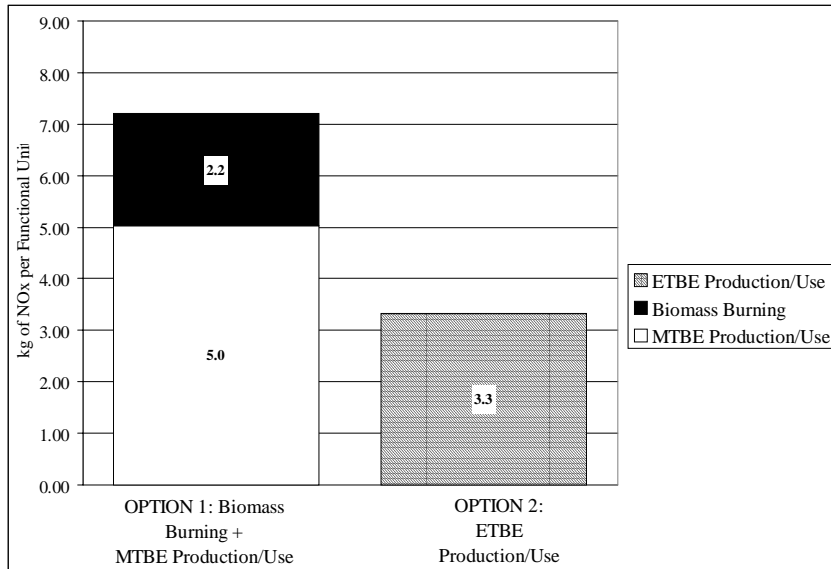 9.00
8.00
7.00
6.00
5.00
4.00
3.00
2.00
1.00
0.00
kg of NOx per Functional Unit
2.2
5.0
3.3
OPTION 1: Biomass
Burning +
MTBE Production/Use
OPTION 2:
ETBE
Production/Use
ETBE Production/Use
Biomass Burning
MTBE Production/Use